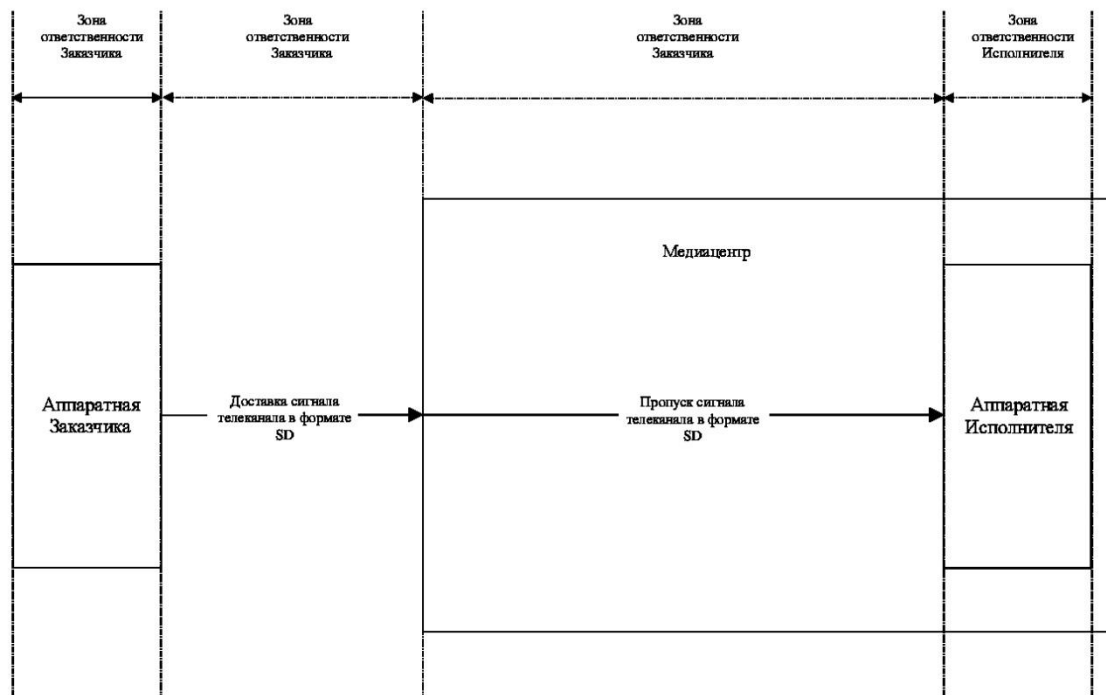 Зона
ответственности
Заказчика
Зона
ответственности
Заказчика
Зона
ответственности
Заказчика
Зона
ответственности
Исполнителя
Медиацентр
Аппаратная
Заказчика
Доставка сигнала
телеканала в формате
SD
Пропуск сигнала
телеканала в формате
SD
Аппаратная
Исполнителя